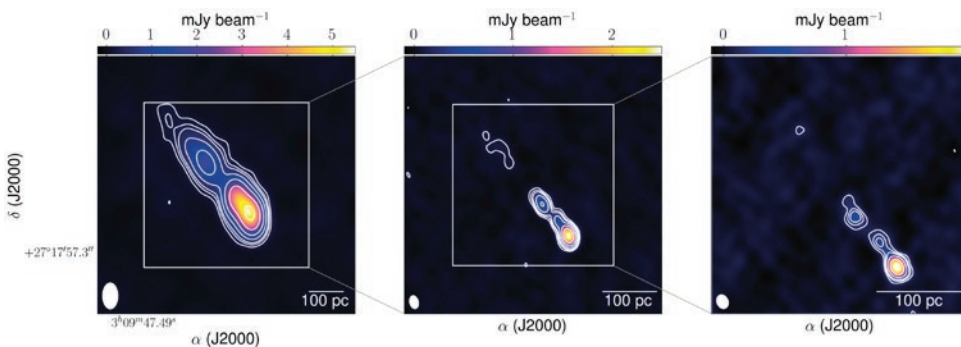 mJy beam⁻¹ mJy beam⁻¹ mJy beam⁻¹
0 1 2 3 4 5 0 1 2 0 1
δ (J2000)
+27°17′57.3″
100 pc 100 pc 100 pc
3ʰ09ᵐ47.49ˢ
α (J2000) α (J2000) α (J2000)